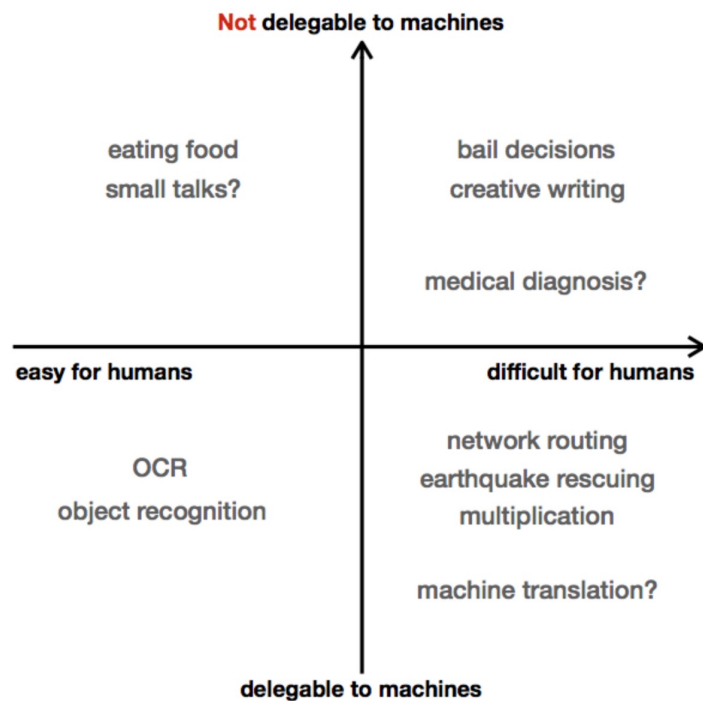 Not delegable to machines
eating food
small talks?
bail decisions
creative writing
medical diagnosis?
easy for humans
difficult for humans
OCR
object recognition
network routing
earthquake rescuing
multiplication
machine translation?
delegable to machines